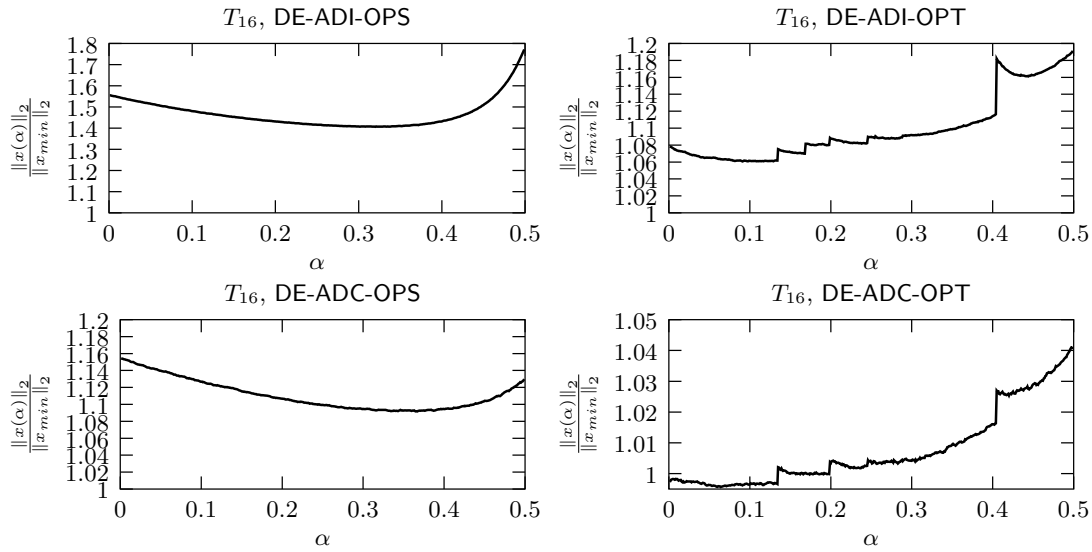 T16, DE-ADI-OPS
1.8
1.7
1.6
1.5
1.4
1.3
1.2
1.1
1
‖x(α)‖2
‖xmin‖2
0 0.1 0.2 0.3 0.4 0.5
α
T16, DE-ADI-OPT
1.2
1.18
1.16
1.14
1.12
1.1
1.08
1.06
1.04
1.02
1
‖x(α)‖2
‖xmin‖2
0 0.1 0.2 0.3 0.4 0.5
α
T16, DE-ADC-OPS
1.2
1.18
1.16
1.14
1.12
1.1
1.08
1.06
1.04
1.02
1
‖x(α)‖2
‖xmin‖2
0 0.1 0.2 0.3 0.4 0.5
α
T16, DE-ADC-OPT
1.05
1.04
1.03
1.02
1.01
1
‖x(α)‖2
‖xmin‖2
0 0.1 0.2 0.3 0.4 0.5
α